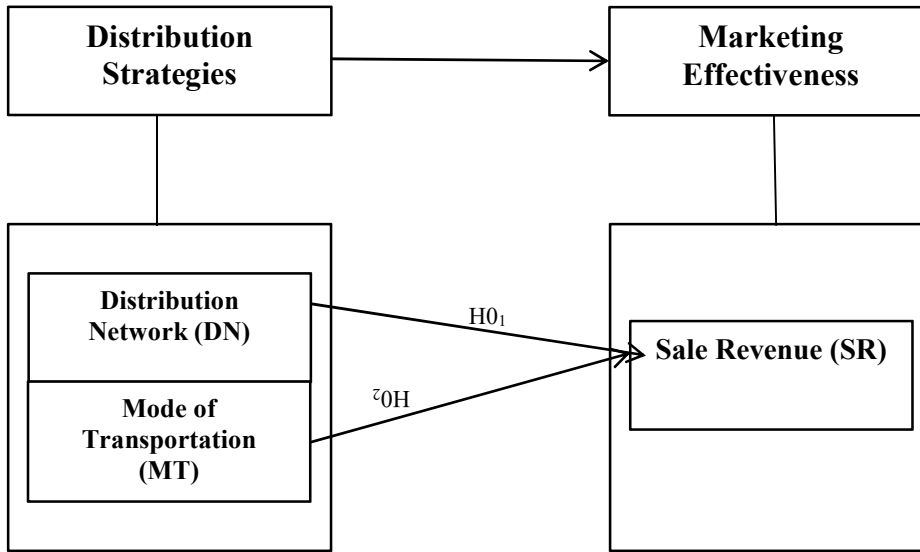 Distribution
Strategies
Marketing
Effectiveness
Distribution
Network (DN)
H0₁
Sale Revenue (SR)
H0₂
Mode of
Transportation
(MT)